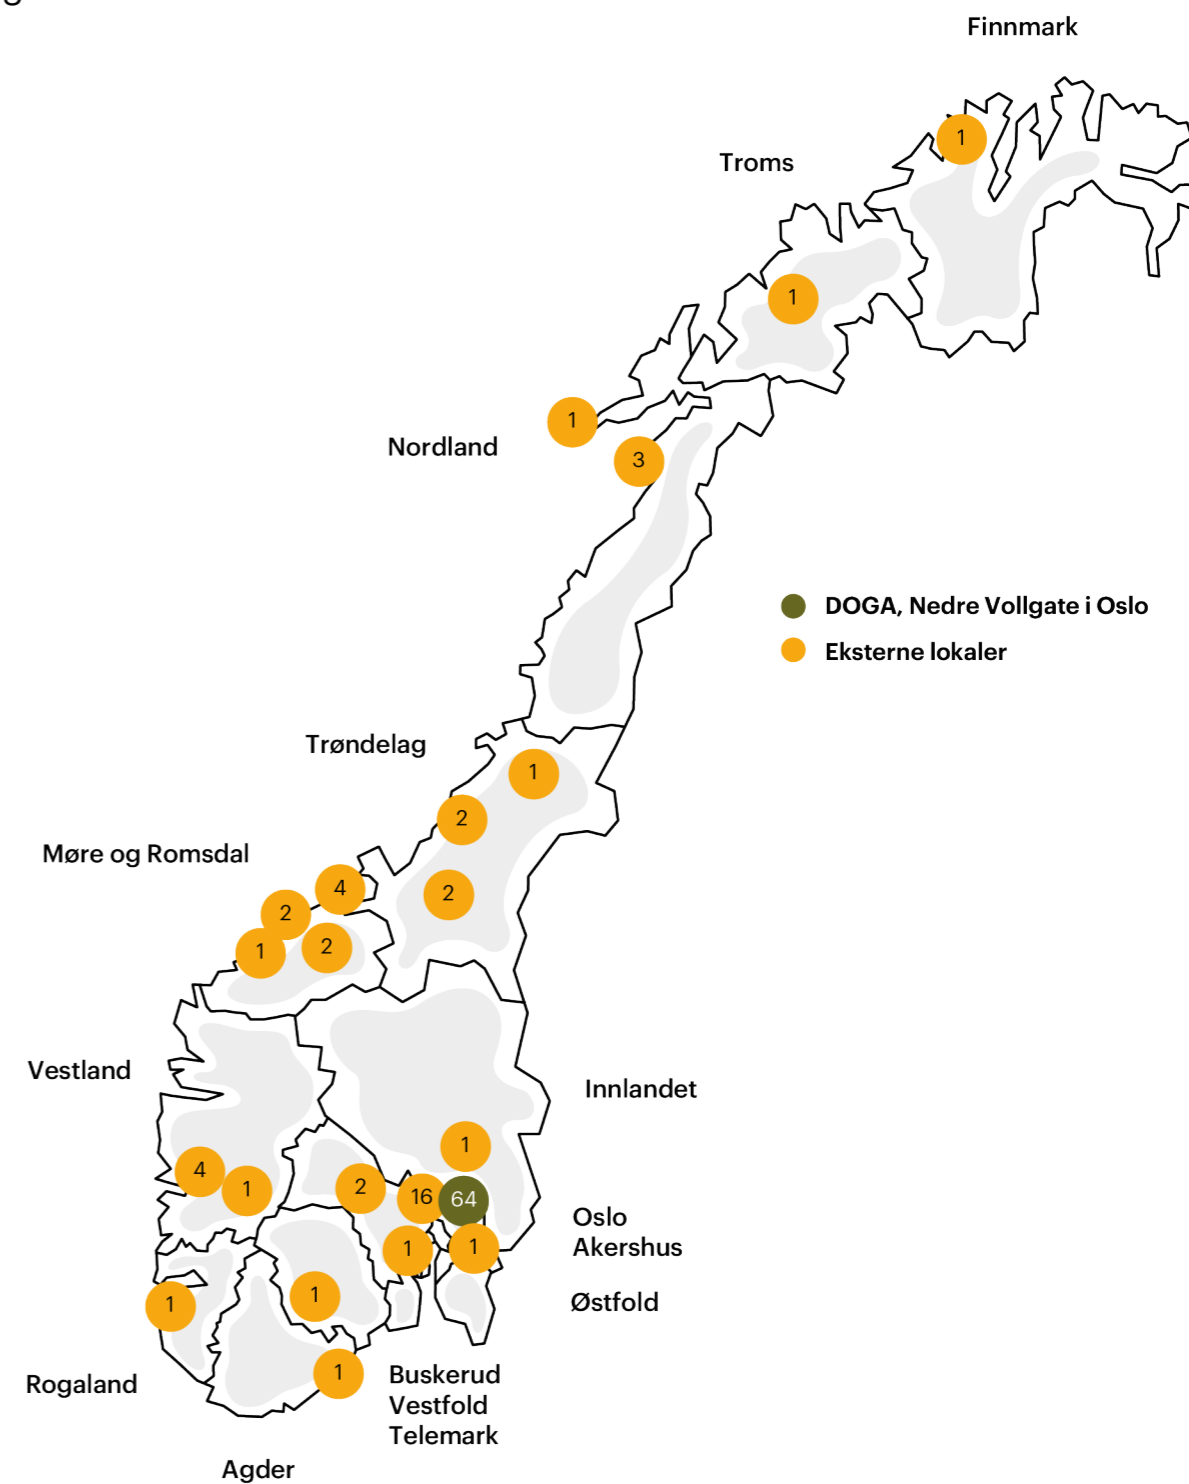 Finnmark
1
Troms
1
1
Nordland
3
DOGA, Nedre Vollgate i Oslo
Eksterne lokaler
Trøndelag
1
2
Møre og Romsdal
4
2
2
1
2
Vestland
Innlandet
1
4
1
2
16
64
Oslo
Akershus
1
1
Østfold
1
1
Rogaland
1
Buskerud
Vestfold
Telemark
Agder